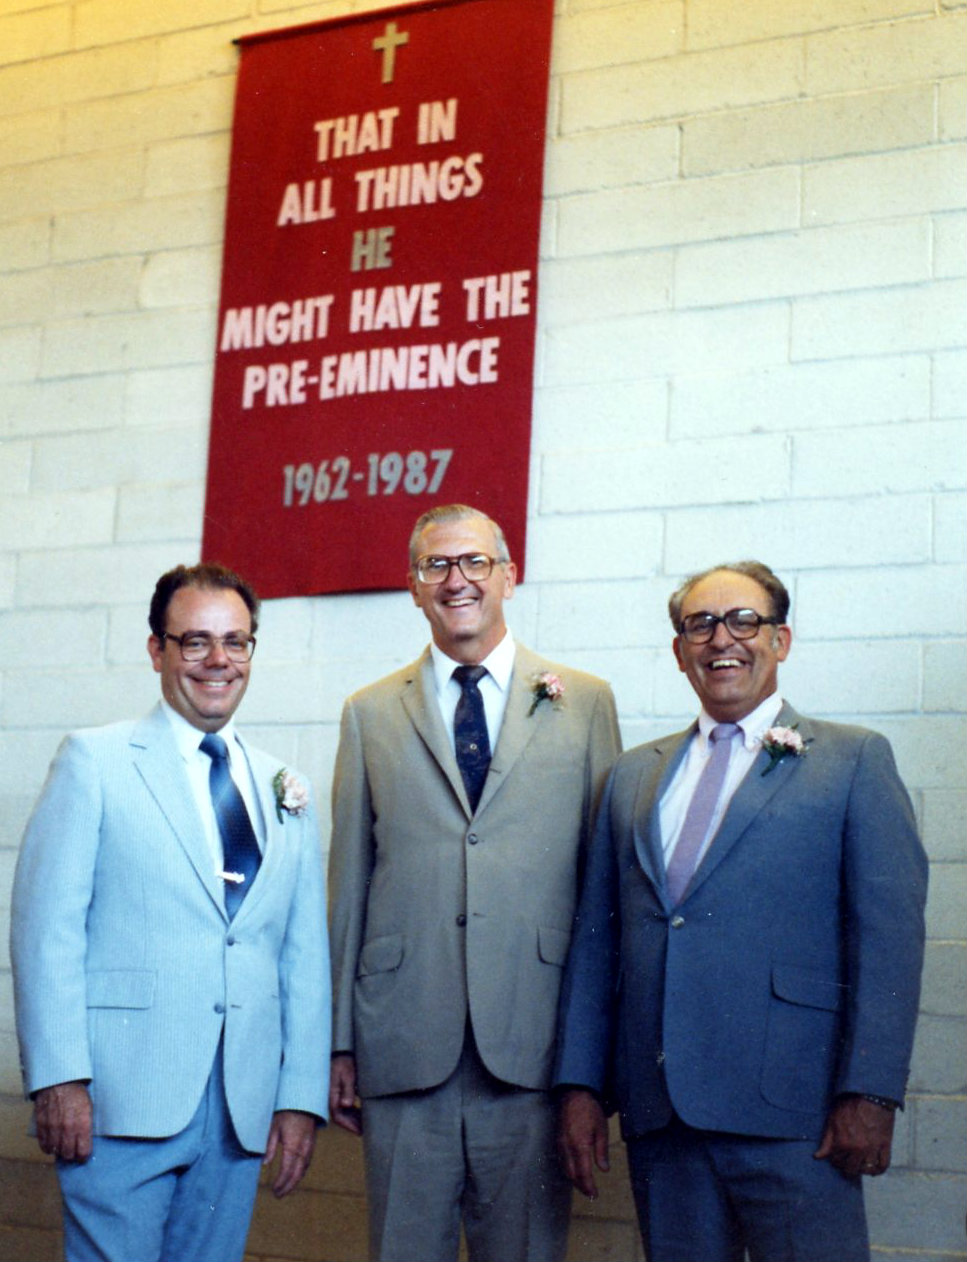 THAT IN
ALL THINGS
HE
MIGHT HAVE THE
PRE-EMINENCE
1962-1987